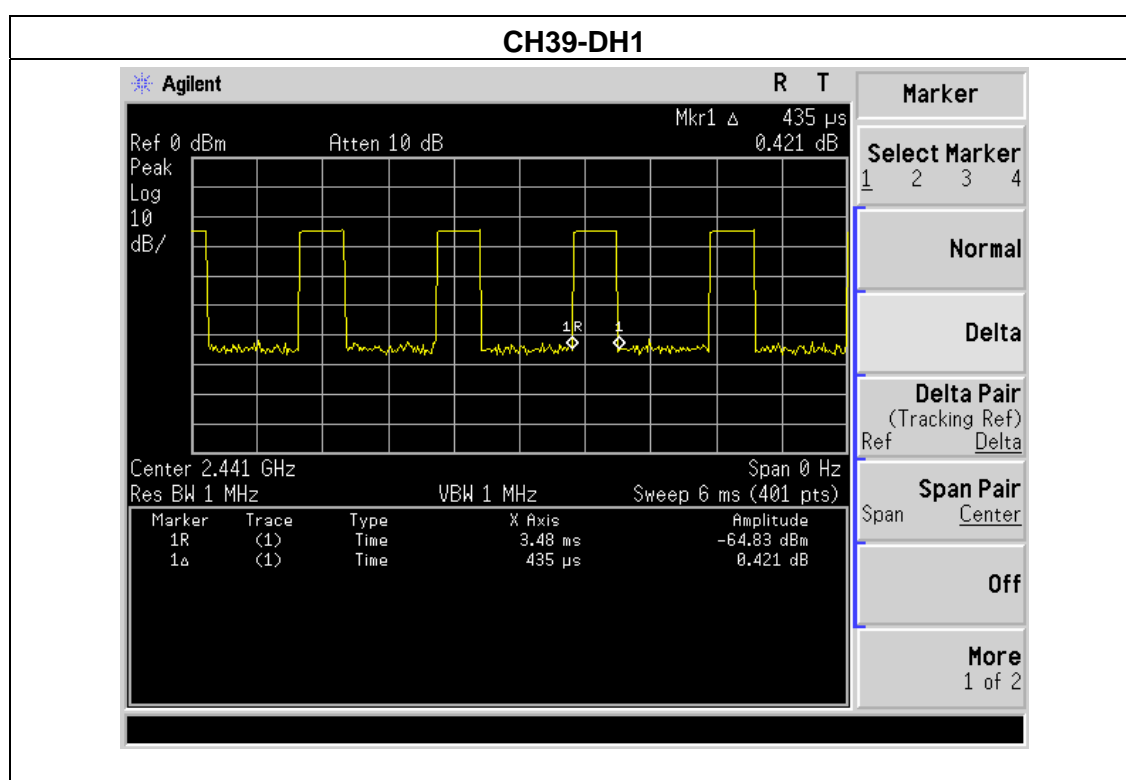 CH39-DH1
Agilent R T
Mkr1 Δ 435 µs
Ref 0 dBm Atten 10 dB 0.421 dB
Peak
Log
10
dB/
1R 1
Center 2.441 GHz Span 0 Hz
Res BW 1 MHz VBW 1 MHz Sweep 6 ms (401 pts)
Marker Trace Type X Axis Amplitude
1R (1) Time 3.48 ms -64.83 dBm
1Δ (1) Time 435 µs 0.421 dB
Marker
Select Marker
1 2 3 4
Normal
Delta
Delta Pair
(Tracking Ref)
Ref Delta
Span Pair
Span Center
Off
More
1 of 2